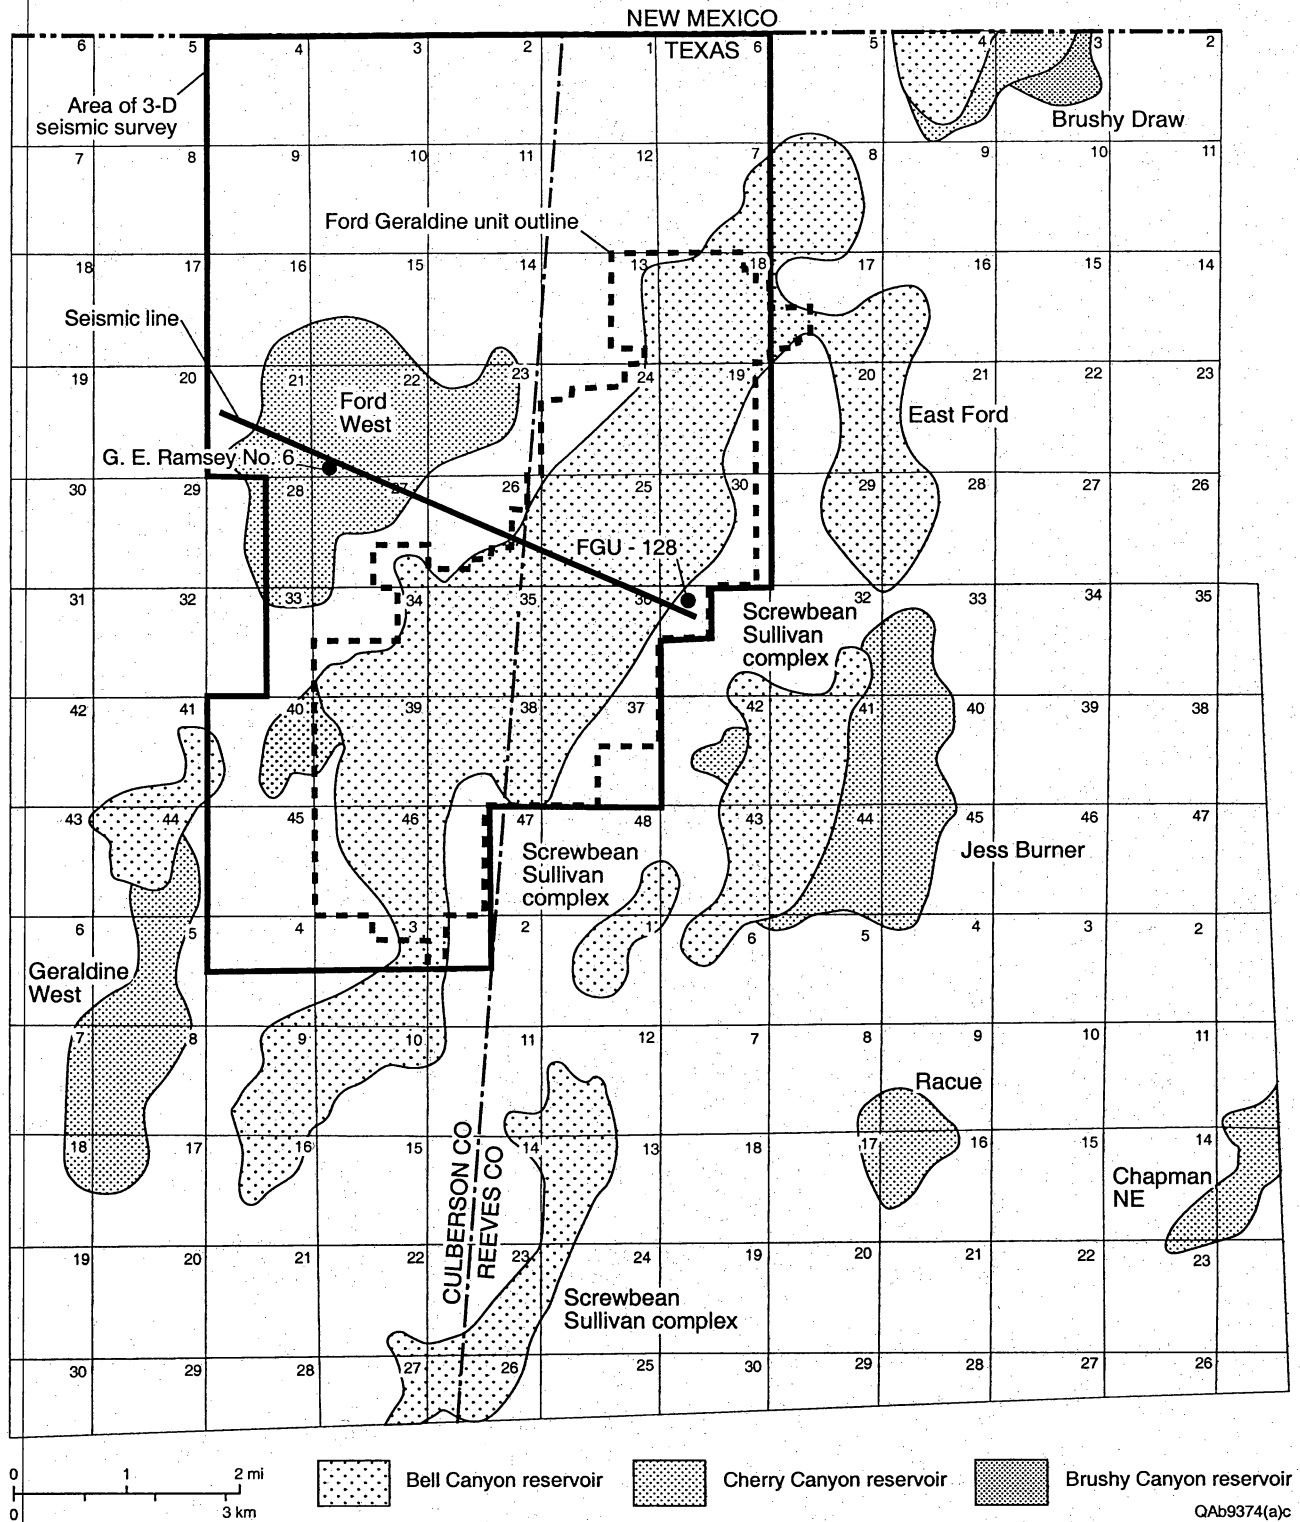 NEW MEXICO
6 5 4 3 2 1 6 5 4 3 2
TEXAS
Area of 3-D
seismic survey
Brushy Draw
7 8 9 10 11 12 7 8 9 10 11
Ford Geraldine unit outline
18 17 16 15 14 13 18 17 16 15 14
Seismic line
19 20 21 22 23 24 19 20 21 22 23
Ford
West
East Ford
G. E. Ramsey No. 6
30 29 28 27 26 25 30 29 28 27 26
FGU - 128
31 32 33 34 35 36 32 33 34 35
Screwbean
Sullivan
complex
42 41 40 39 38 37 42 41 40 39 38
43 44 45 46 47 48 43 44 45 46 47
Screwbean
Sullivan
complex
Jess Burner
6 5 4 3 2 1 6 5 4 3 2
Geraldine
West
7 8 9 10 11 12 7 8 9 10 11
Racue
18 17 16 15 14 13 18 17 16 15 14
CULBERSON CO
REEVES CO
Chapman
NE
19 20 21 22 23 24 19 20 21 22 23
Screwbean
Sullivan complex
30 29 28 27 26 25 30 29 28 27 26
0 1 2 mi
0 3 km
Bell Canyon reservoir
Cherry Canyon reservoir
Brushy Canyon reservoir
QAb9374(a)c